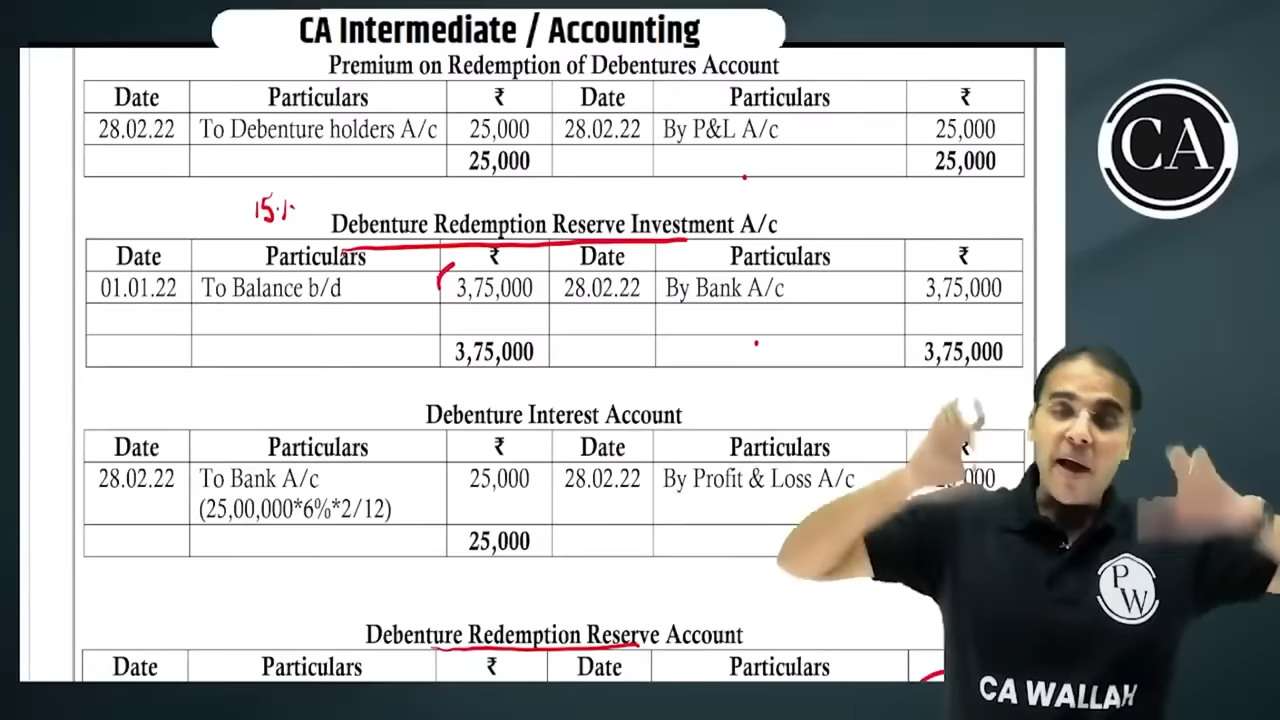 CA Intermediate / Accounting
Premium on Redemption of Debentures Account
Date Particulars ₹ Date Particulars ₹
28.02.22 To Debenture holders A/c 25,000 28.02.22 By P&L A/c 25,000
25,000 25,000
15%
Debenture Redemption Reserve Investment A/c
Date Particulars ₹ Date Particulars ₹
01.01.22 To Balance b/d 3,75,000 28.02.22 By Bank A/c 3,75,000
3,75,000 3,75,000
Debenture Interest Account
Date Particulars ₹ Date Particulars
28.02.22 To Bank A/c 25,000 28.02.22 By Profit & Loss A/c
(25,00,000*6%*2/12)
25,000
Debenture Redemption Reserve Account
Date Particulars ₹ Date Particulars
CA
PW
CA WALLAH